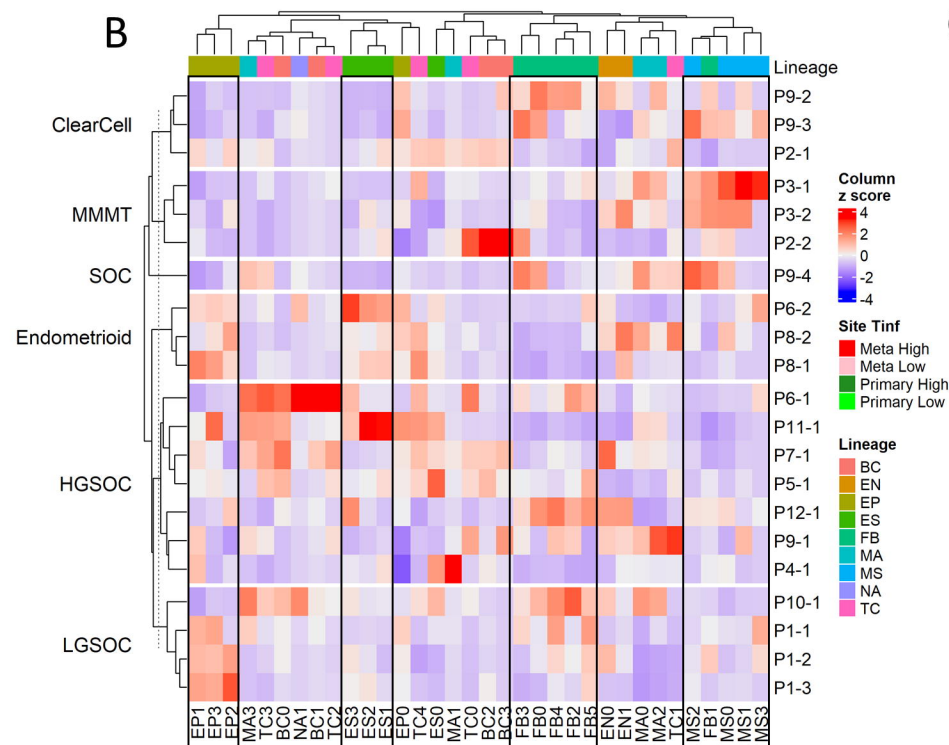 B
Lineage
ClearCell
MMMT
SOC
Endometrioid
HGSOC
LGSOC
P9-2
P9-3
P2-1
P3-1
P3-2
P2-2
P9-4
P6-2
P8-2
P8-1
P6-1
P11-1
P7-1
P5-1
P12-1
P9-1
P4-1
P10-1
P1-1
P1-2
P1-3
EP1 EP3 EP2 MA3 TC3 BC0 NA1 BC1 TC2 ES3 ES2 ES1 EP0 TC4 ES0 MA1 TC0 BC2 BC3 FB3 FB0 FB4 FB2 FB5 EN0 EN1 MA0 MA2 TC1 MS2 FB1 MS0 MS1 MS3
Column
z score
4
2
0
-2
-4
Site Tinf
Meta High
Meta Low
Primary High
Primary Low
Lineage
BC
EN
EP
ES
FB
MA
MS
NA
TC